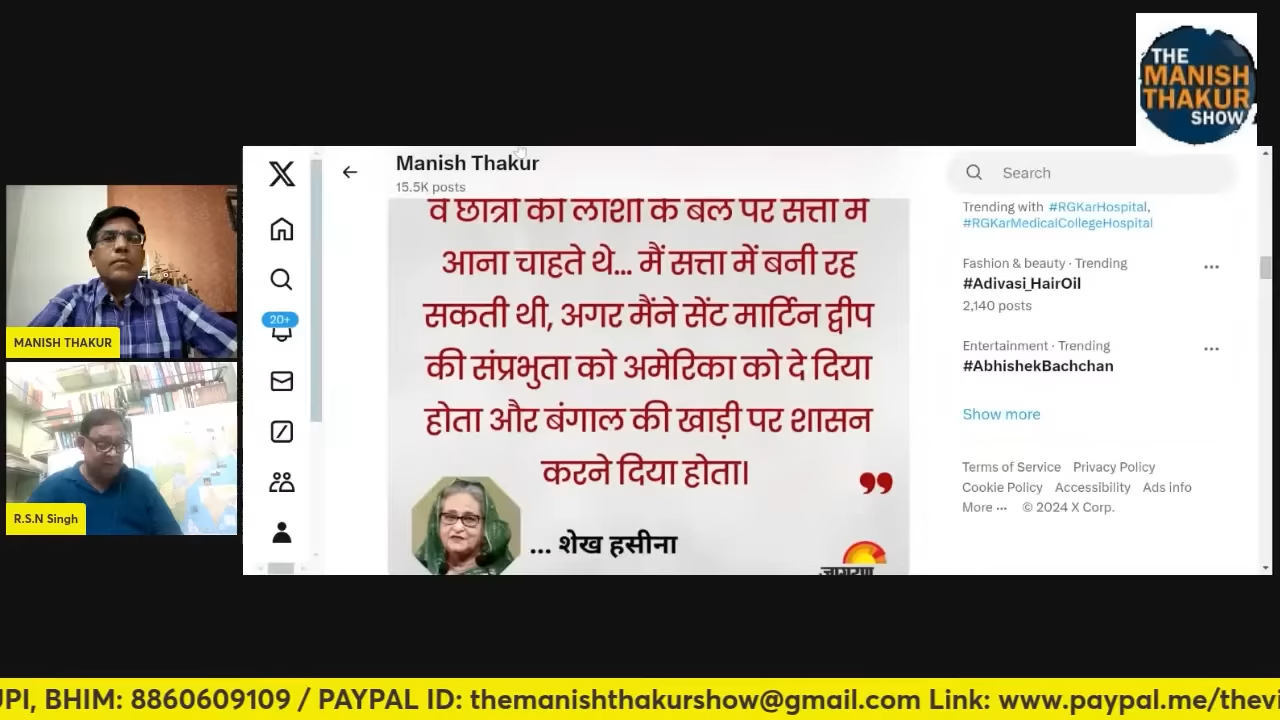 THE
MANISH
THAKUR
SHOW
Manish Thakur
15.5K posts
Search
वे छात्रों की लाशों के बल पर सत्ता में
आना चाहते थे... मैं सत्ता में बनी रह
सकती थी, अगर मैंने सेंट मार्टिन द्वीप
की संप्रभुता को अमेरिका को दे दिया
होता और बंगाल की खाड़ी पर शासन
करने दिया होता।
... शेख हसीना
जागरण
Trending with #RGKarHospital,
#RGKarMedicalCollegeHospital
Fashion & beauty · Trending
#Adivasi_HairOil
2,140 posts
Entertainment · Trending
#AbhishekBachchan
Show more
Terms of Service Privacy Policy
Cookie Policy Accessibility Ads info
More ··· © 2024 X Corp.
20+
MANISH THAKUR
R.S.N Singh
UPI, BHIM: 8860609109 / PAYPAL ID: themanishthakurshow@gmail.com Link: www.paypal.me/thevi